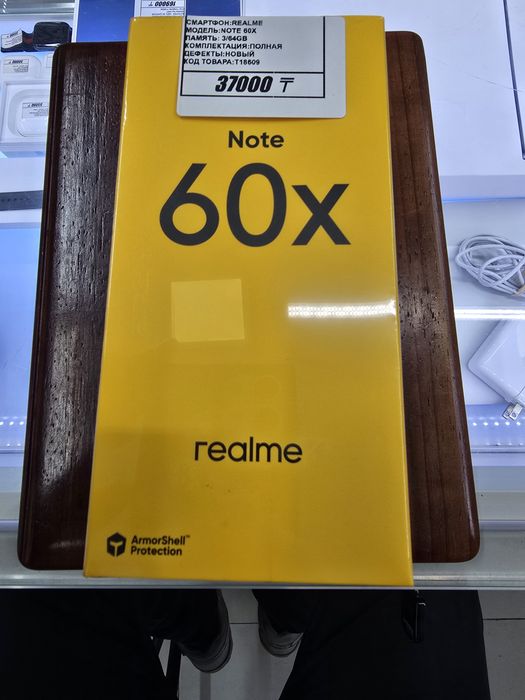 СМАРТФОН:REALME
МОДЕЛЬ:NOTE 60X
ПАМЯТЬ: 3/64GB
КОМПЛЕКТАЦИЯ:ПОЛНАЯ
ДЕФЕКТЫ:НОВЫЙ
КОД ТОВАРА:T18609
37000 ₸
Note
60x
realme
ArmorShell™
Protection